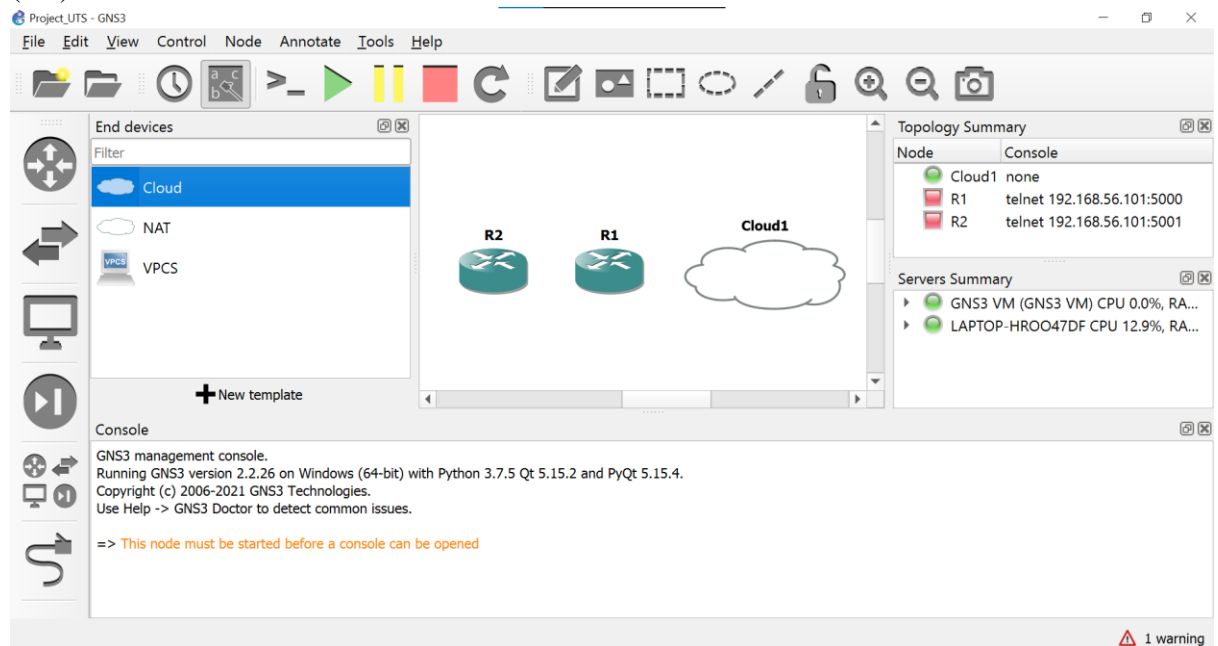 Project_UTS - GNS3
File Edit View Control Node Annotate Tools Help
End devices
Filter
Cloud
NAT
VPCS
VPCS
New template
R2
R1
Cloud1
Topology Summary
Node Console
Cloud1 none
R1 telnet 192.168.56.101:5000
R2 telnet 192.168.56.101:5001
Servers Summary
GNS3 VM (GNS3 VM) CPU 0.0%, RA...
LAPTOP-HROO47DF CPU 12.9%, RA...
Console
GNS3 management console.
Running GNS3 version 2.2.26 on Windows (64-bit) with Python 3.7.5 Qt 5.15.2 and PyQt 5.15.4.
Copyright (c) 2006-2021 GNS3 Technologies.
Use Help -> GNS3 Doctor to detect common issues.
=> This node must be started before a console can be opened
1 warning